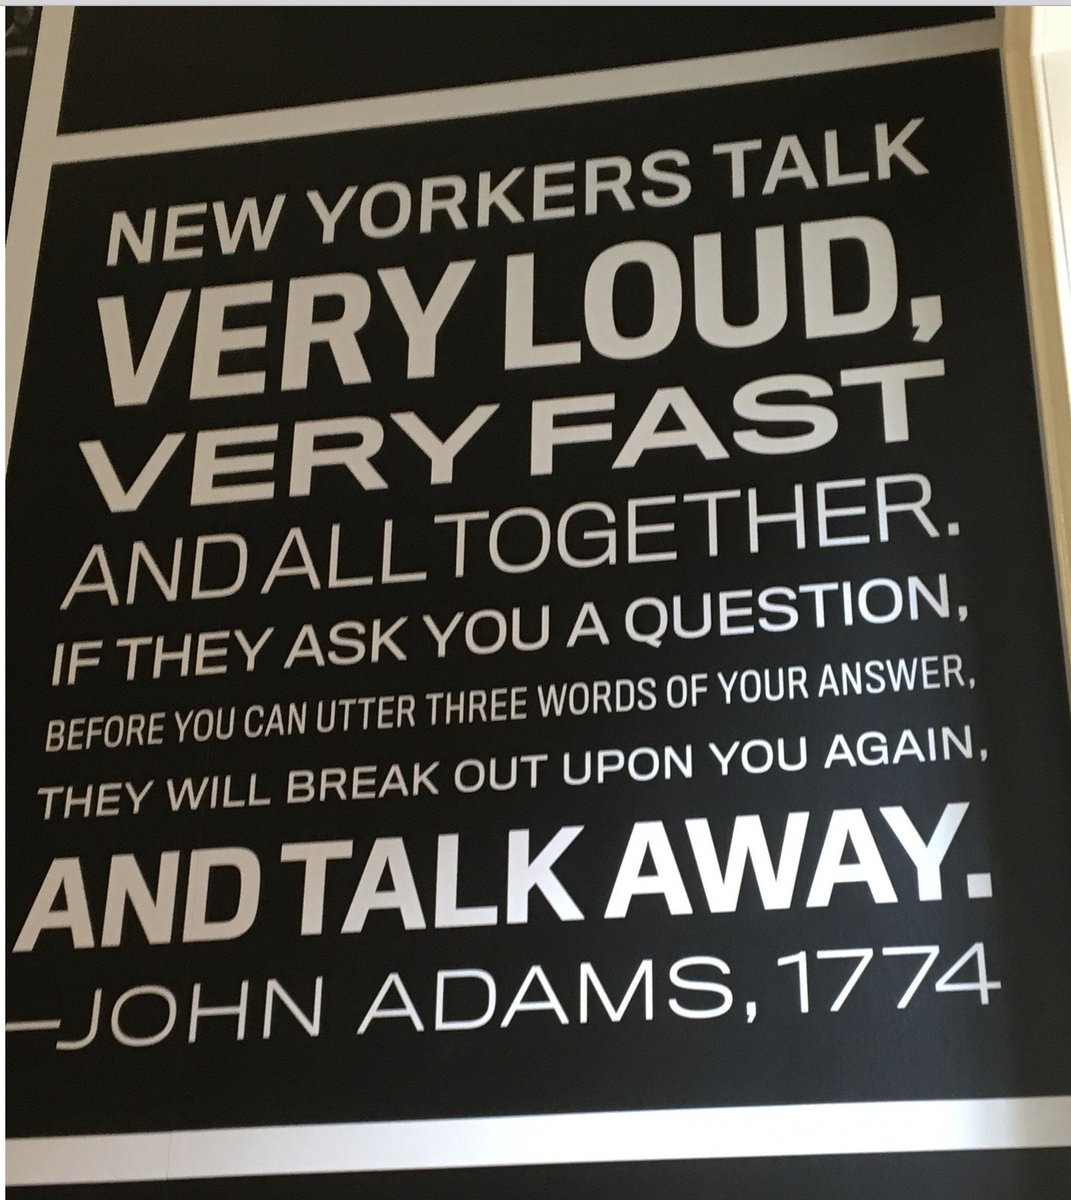 NEW YORKERS TALK
VERY LOUD,
VERY FAST
AND ALL TOGETHER.
IF THEY ASK YOU A QUESTION,
BEFORE YOU CAN UTTER THREE WORDS OF YOUR ANSWER,
THEY WILL BREAK OUT UPON YOU AGAIN,
AND TALK AWAY.
—JOHN ADAMS, 1774